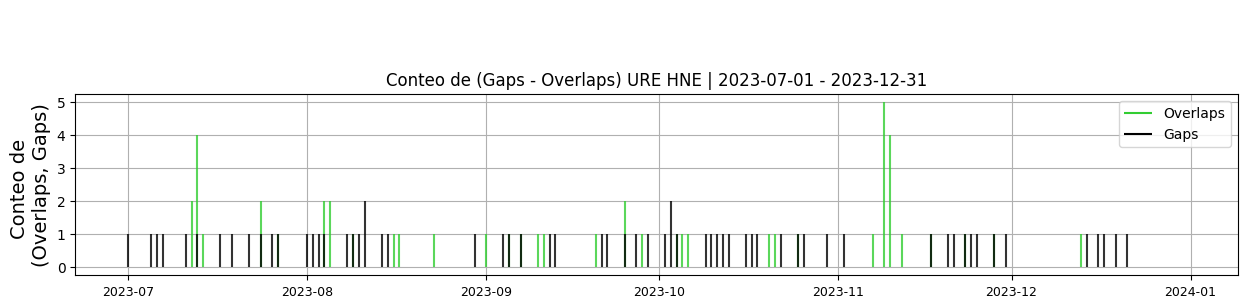 Conteo de (Gaps - Overlaps) URE HNE | 2023-07-01 - 2023-12-31
Conteo de
(Overlaps, Gaps)
5
4
3
2
1
0
Overlaps
Gaps
2023-07
2023-08
2023-09
2023-10
2023-11
2023-12
2024-01